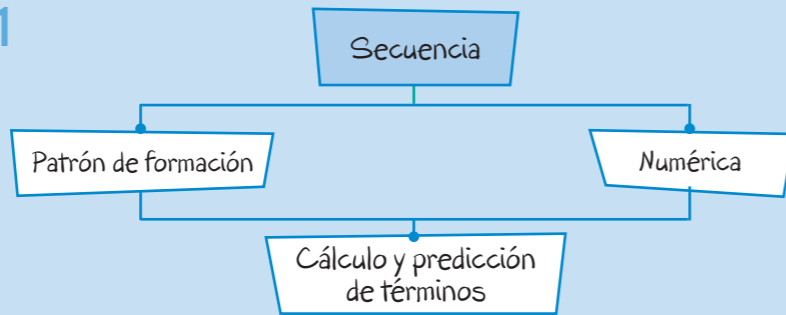 1
Secuencia
Patrón de formación
Numérica
Cálculo y predicción
de términos